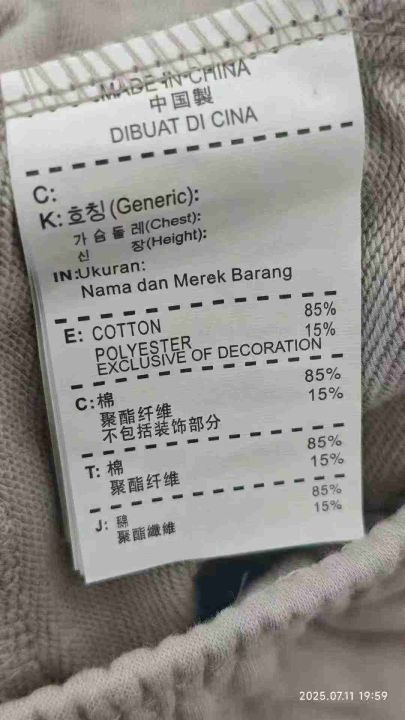 MADE IN CHINA
中国製
DIBUAT DI CINA
C:
K: 호칭(Generic):
가슴둘레(Chest):
신 장(Height):
IN:Ukuran:
Nama dan Merek Barang
E: COTTON 85%
POLYESTER 15%
EXCLUSIVE OF DECORATION
C:棉 85%
聚酯纤维 15%
不包括装饰部分
T: 棉 85%
聚酯纤维 15%
J: 綿 85%
聚酯纖維 15%
2025.07.11 19:59